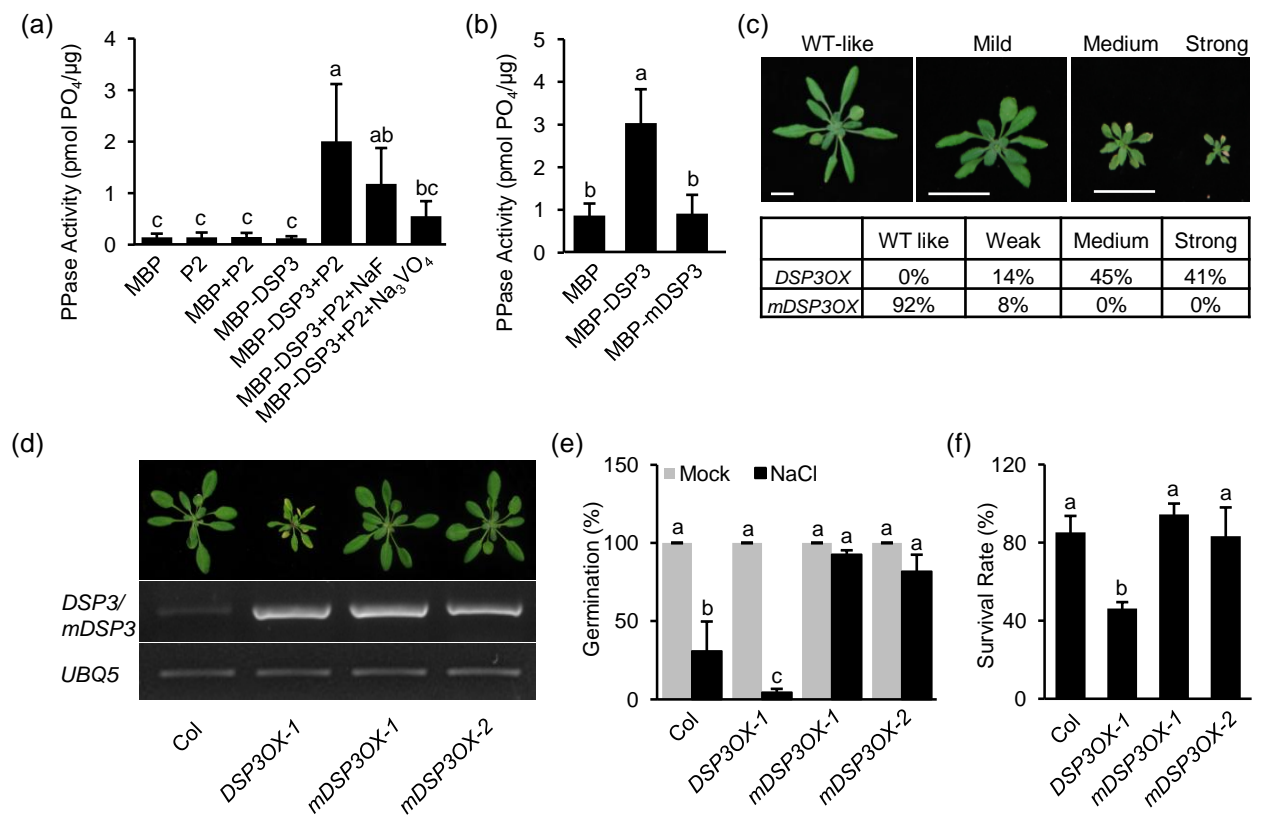 (a)
PPase Activity (pmol PO4/µg)
4
3
2
1
0
c
c
c
c
a
ab
bc
MBP
P2
MBP+P2
MBP-DSP3
MBP-DSP3+P2
MBP-DSP3+P2+NaF
MBP-DSP3+P2+Na3VO4
(b)
PPase Activity (pmol PO4/µg)
5
4
3
2
1
0
b
a
b
MBP
MBP-DSP3
MBP-mDSP3
(c)
WT-like Mild Medium Strong
WT like Weak Medium Strong
DSP3OX 0% 14% 45% 41%
mDSP3OX 92% 8% 0% 0%
(d)
DSP3/
mDSP3
UBQ5
Col
DSP3OX-1
mDSP3OX-1
mDSP3OX-2
(e)
Germination (%)
150
100
50
0
Mock NaCl
a
b
a
c
a
a
a
a
Col
DSP3OX-1
mDSP3OX-1
mDSP3OX-2
(f)
Survival Rate (%)
120
80
40
0
a
b
a
a
Col
DSP3OX-1
mDSP3OX-1
mDSP3OX-2